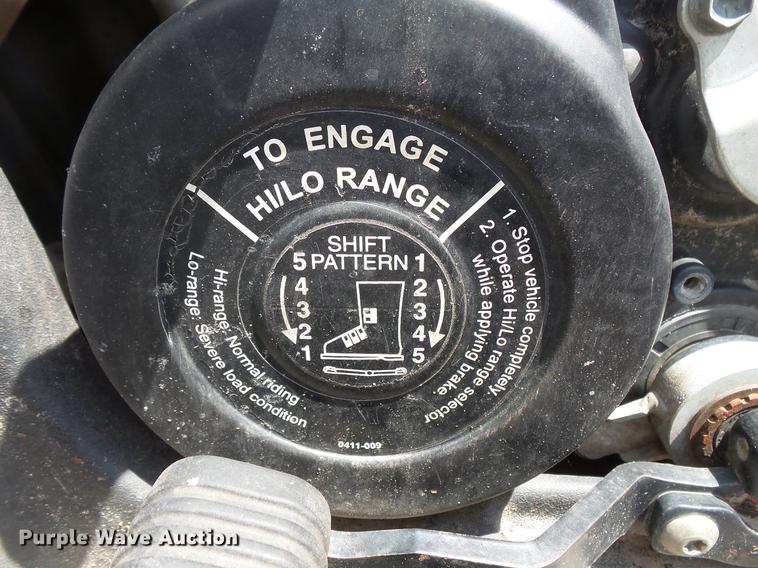 TO ENGAGE
HI/LO RANGE
SHIFT
5 PATTERN 1
4 2
3 3
2 4
1 5
Hi-range: Normal riding
Lo-range: Severe load condition
1. Stop vehicle completely
2. Operate Hi/Lo range selector
while applying brake.
0411-009
Purple Wave Auction